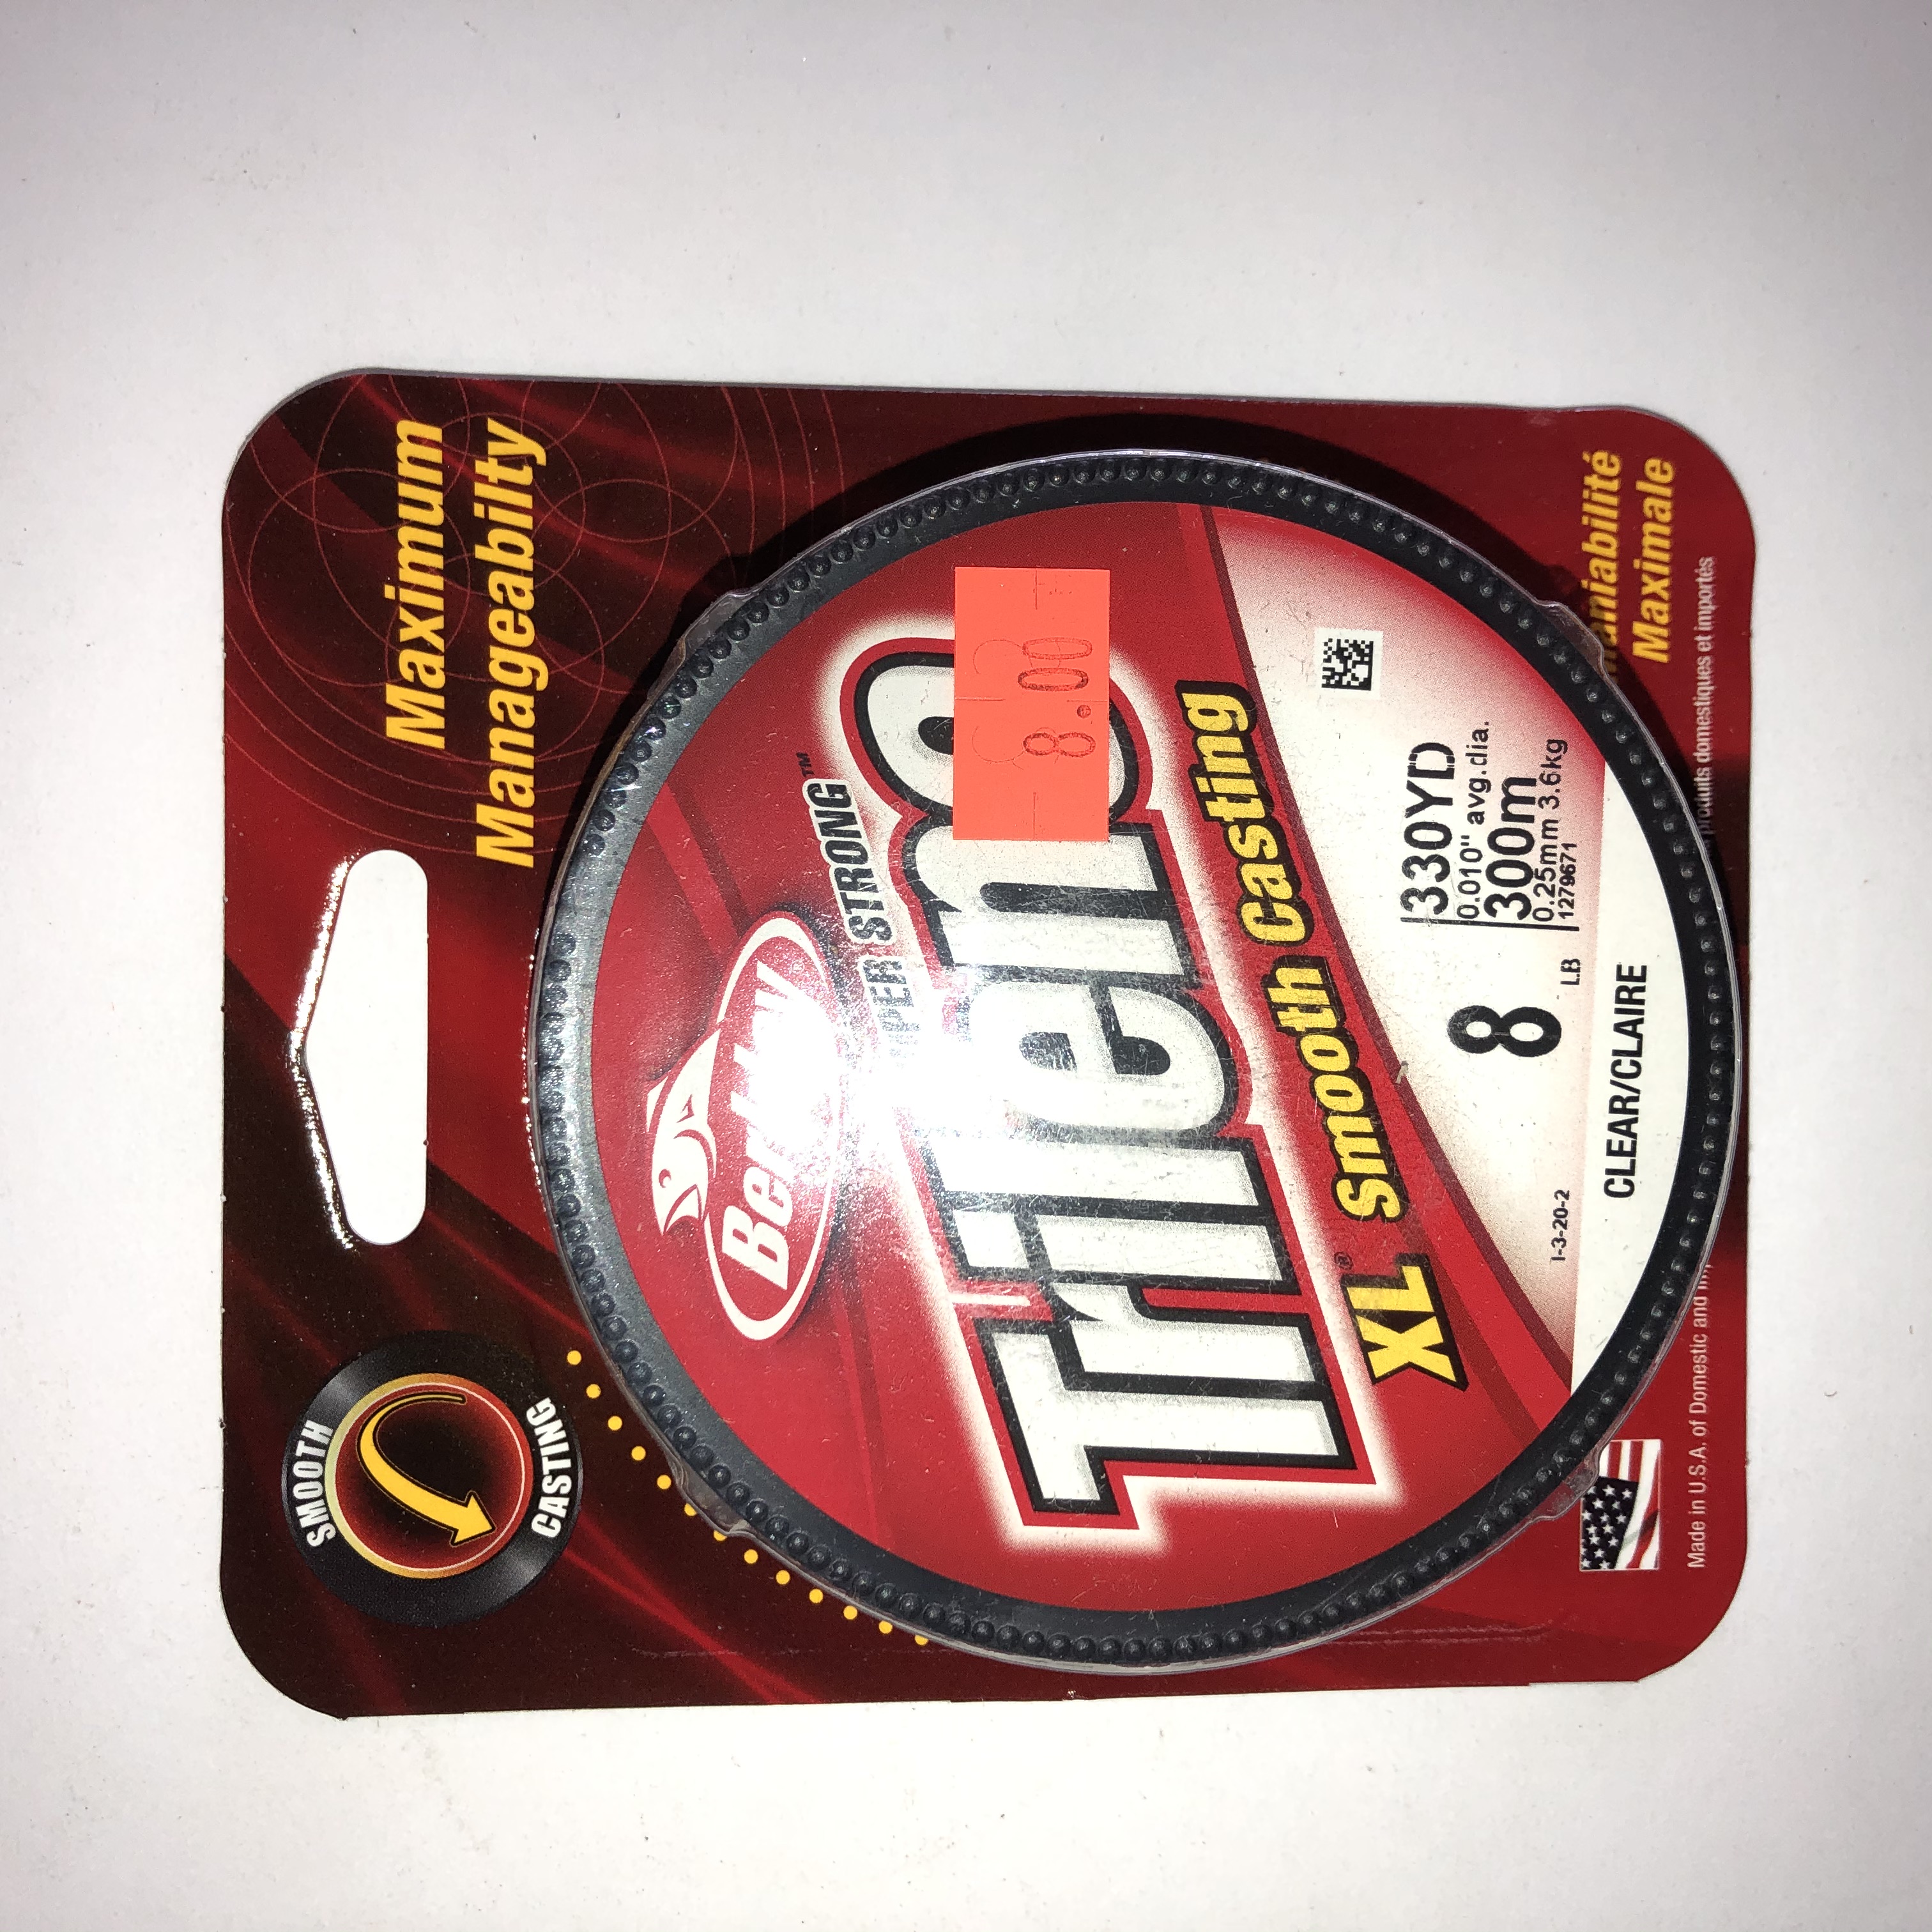 SMOOTH
CASTING
Maximum
Manageabilty
Berkley
STRONG™
Trilene
8.00
XL® Smooth Casting
330YD
0.010" avg.dia.
300m
0.25mm 3.6kg
1279671
8
LB
I-3-20-2
CLEAR/CLAIRE
Maximale
Made in U.S.A. of Domestic and
produits domestiques et importés